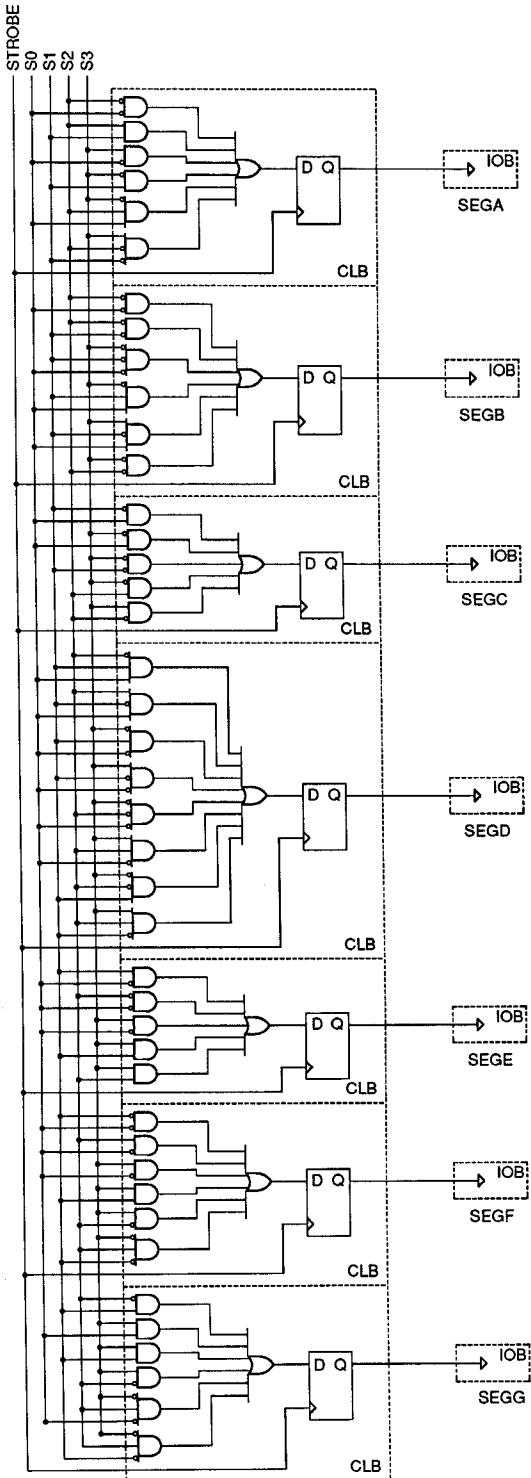 STROBE
S0
S1
S2
S3
D Q
CLB
IOB
SEGA
D Q
CLB
IOB
SEGB
D Q
CLB
IOB
SEGC
D Q
CLB
IOB
SEGD
D Q
CLB
IOB
SEGE
D Q
CLB
IOB
SEGF
D Q
CLB
IOB
SEGG